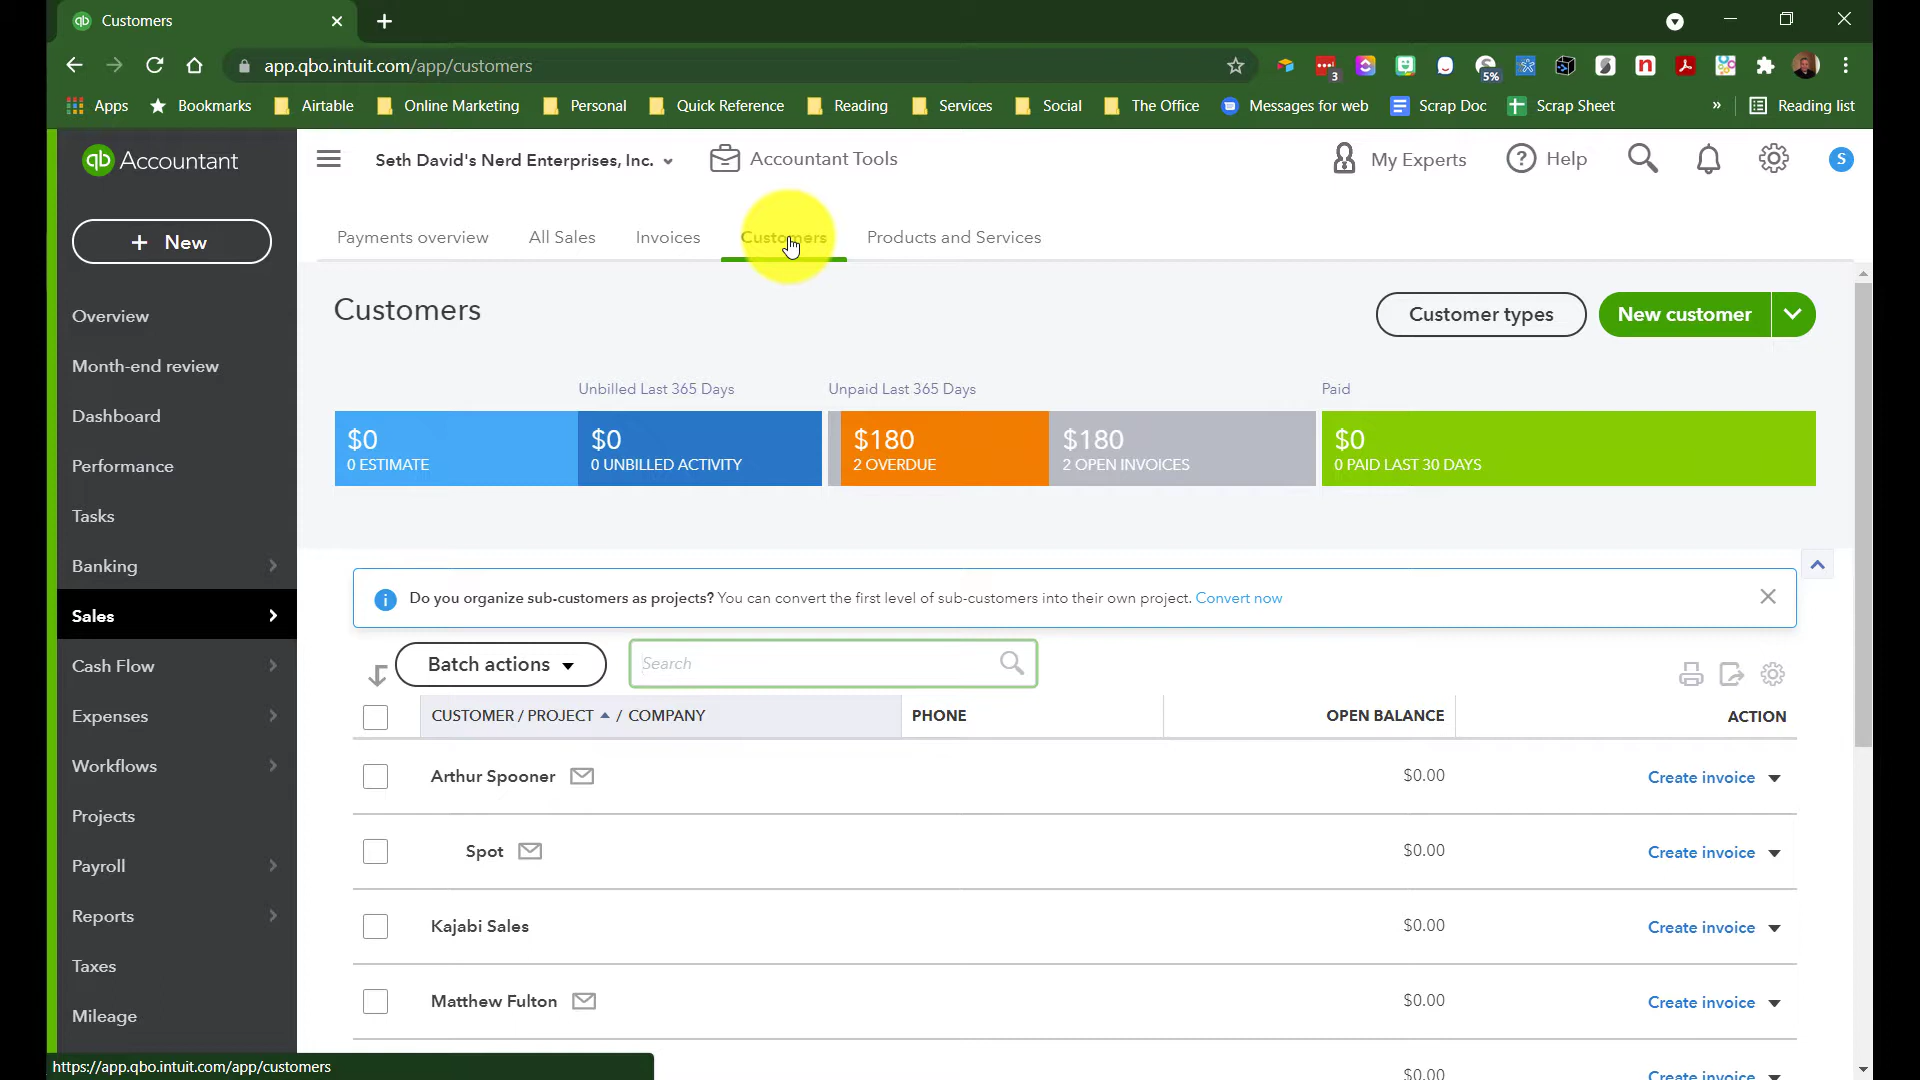 Customers
app.qbo.intuit.com/app/customers
3
5%
Apps
Bookmarks
Airtable
Online Marketing
Personal
Quick Reference
Reading
Services
Social
The Office
Messages for web
Scrap Doc
Scrap Sheet
»
Reading list
qb Accountant
Seth David's Nerd Enterprises, Inc.
Accountant Tools
My Experts
Help
S
+ New
Payments overview
All Sales
Invoices
Customers
Products and Services
Overview
Month-end review
Dashboard
Performance
Tasks
Banking
Sales
Cash Flow
Expenses
Workflows
Projects
Payroll
Reports
Taxes
Mileage
Customers
Customer types
New customer
Unbilled Last 365 Days
Unpaid Last 365 Days
Paid
$0
0 ESTIMATE
$0
0 UNBILLED ACTIVITY
$180
2 OVERDUE
$180
2 OPEN INVOICES
$0
0 PAID LAST 30 DAYS
Do you organize sub-customers as projects? You can convert the first level of sub-customers into their own project. Convert now
Batch actions
Search
CUSTOMER / PROJECT / COMPANY
PHONE
OPEN BALANCE
ACTION
Arthur Spooner
$0.00
Create invoice
Spot
$0.00
Create invoice
Kajabi Sales
$0.00
Create invoice
Matthew Fulton
$0.00
Create invoice
$0.00
Create invoice
https://app.qbo.intuit.com/app/customers